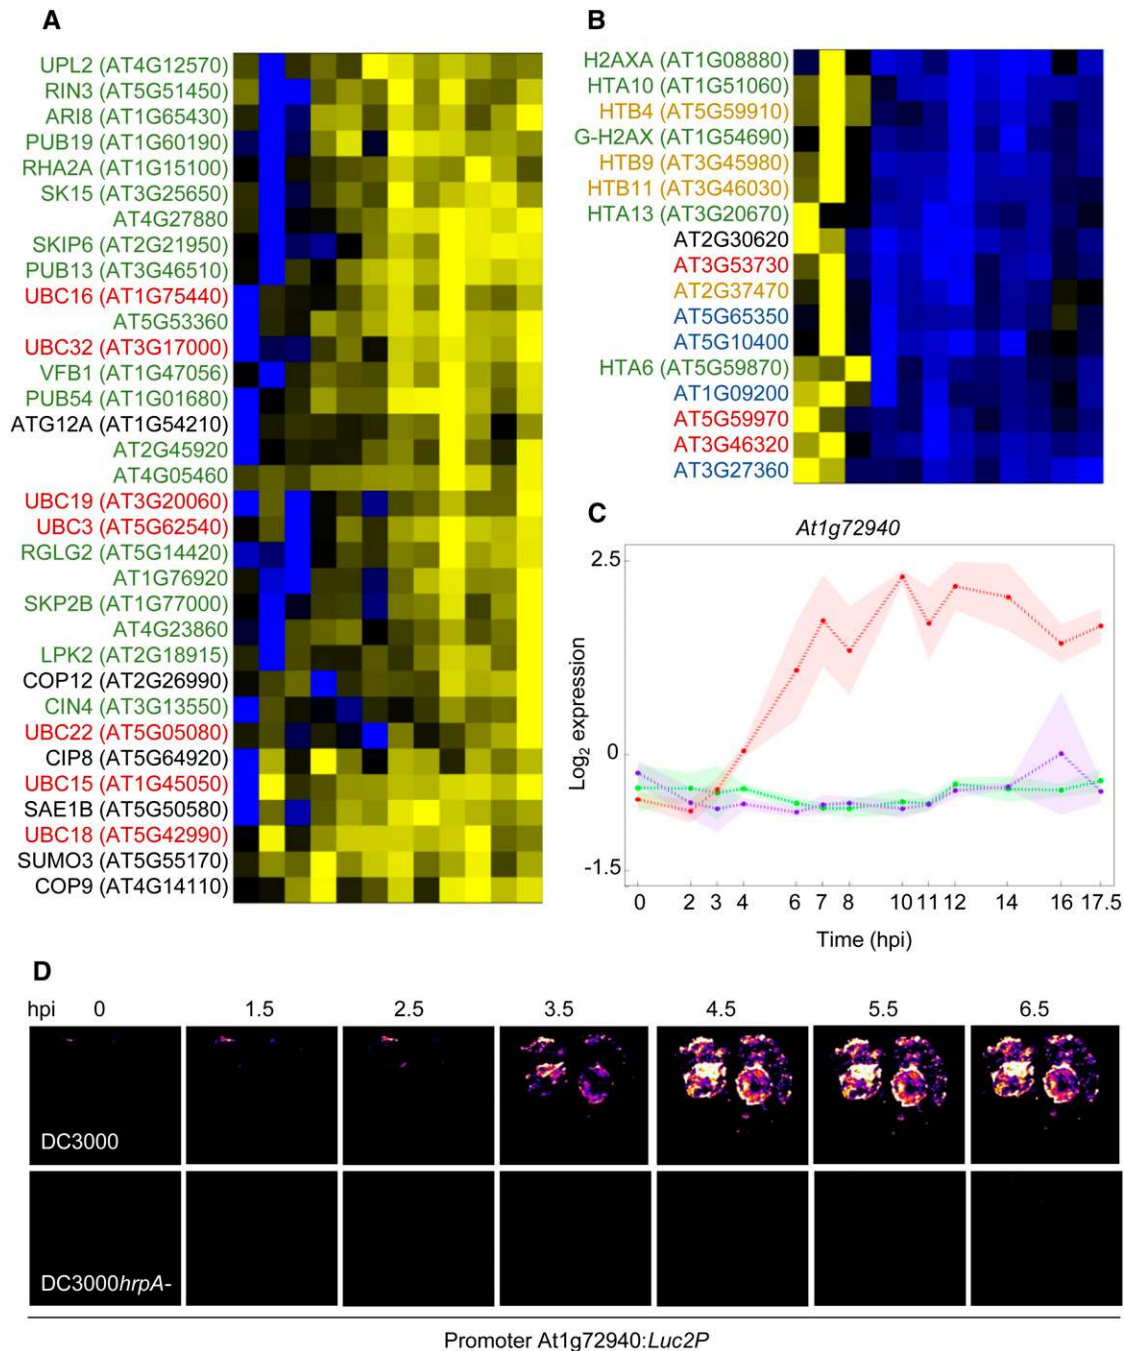 A
UPL2 (AT4G12570)
RIN3 (AT5G51450)
ARI8 (AT1G65430)
PUB19 (AT1G60190)
RHA2A (AT1G15100)
SK15 (AT3G25650)
AT4G27880
SKIP6 (AT2G21950)
PUB13 (AT3G46510)
UBC16 (AT1G75440)
AT5G53360
UBC32 (AT3G17000)
VFB1 (AT1G47056)
PUB54 (AT1G01680)
ATG12A (AT1G54210)
AT2G45920
AT4G05460
UBC19 (AT3G20060)
UBC3 (AT5G62540)
RGLG2 (AT5G14420)
AT1G76920
SKP2B (AT1G77000)
AT4G23860
LPK2 (AT2G18915)
COP12 (AT2G26990)
CIN4 (AT3G13550)
UBC22 (AT5G05080)
CIP8 (AT5G64920)
UBC15 (AT1G45050)
SAE1B (AT5G50580)
UBC18 (AT5G42990)
SUMO3 (AT5G55170)
COP9 (AT4G14110)
B
H2AXA (AT1G08880)
HTA10 (AT1G51060)
HTB4 (AT5G59910)
G-H2AX (AT1G54690)
HTB9 (AT3G45980)
HTB11 (AT3G46030)
HTA13 (AT3G20670)
AT2G30620
AT3G53730
AT2G37470
AT5G65350
AT5G10400
HTA6 (AT5G59870)
AT1G09200
AT5G59970
AT3G46320
AT3G27360
C
At1g72940
2.5
0
-1.5
Log2 expression
0 2 3 4 6 7 8 10 11 12 14 16 17.5
Time (hpi)
D
hpi 0 1.5 2.5 3.5 4.5 5.5 6.5
DC3000
DC3000hrpA-
Promoter At1g72940:Luc2P